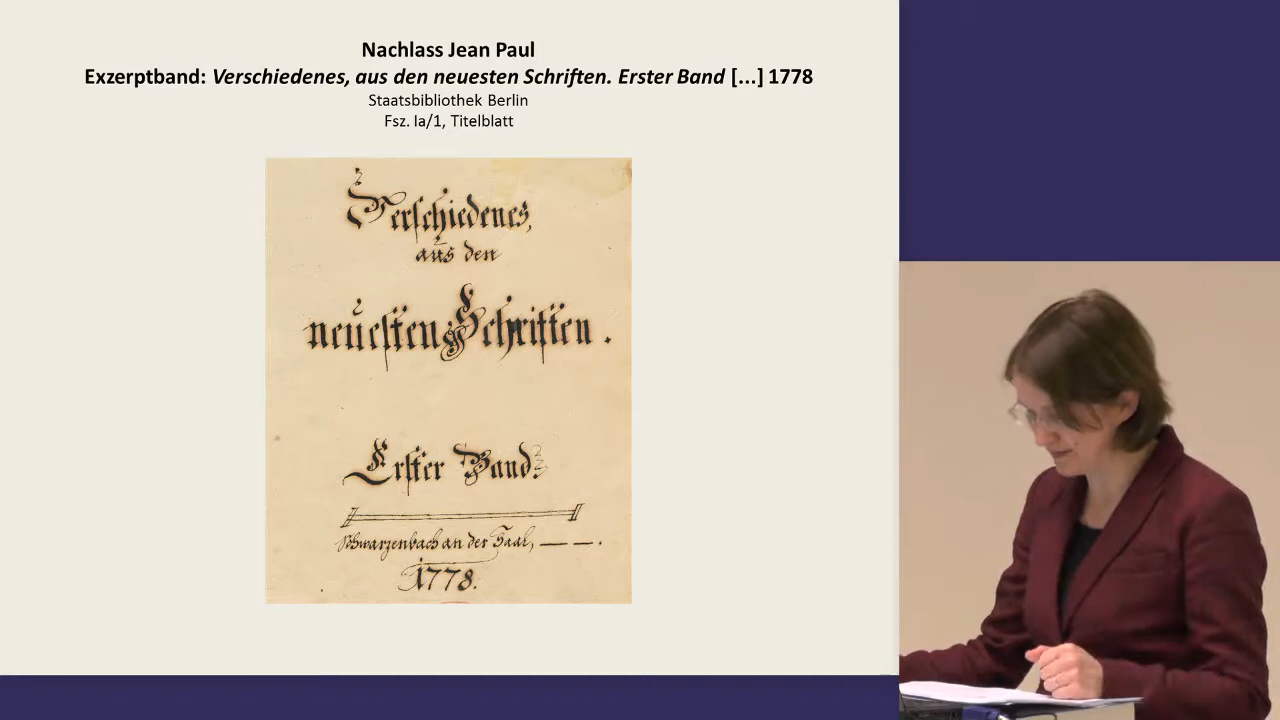 Nachlass Jean Paul
Exzerptband: Verschiedenes, aus den neuesten Schriften. Erster Band [...] 1778
Staatsbibliothek Berlin
Fsz. Ia/1, Titelblatt
Verschiedenes,
aus den
neuesten Schriften.
Erster Band.
Schwarzenbach an der Saal, — — .
1778.